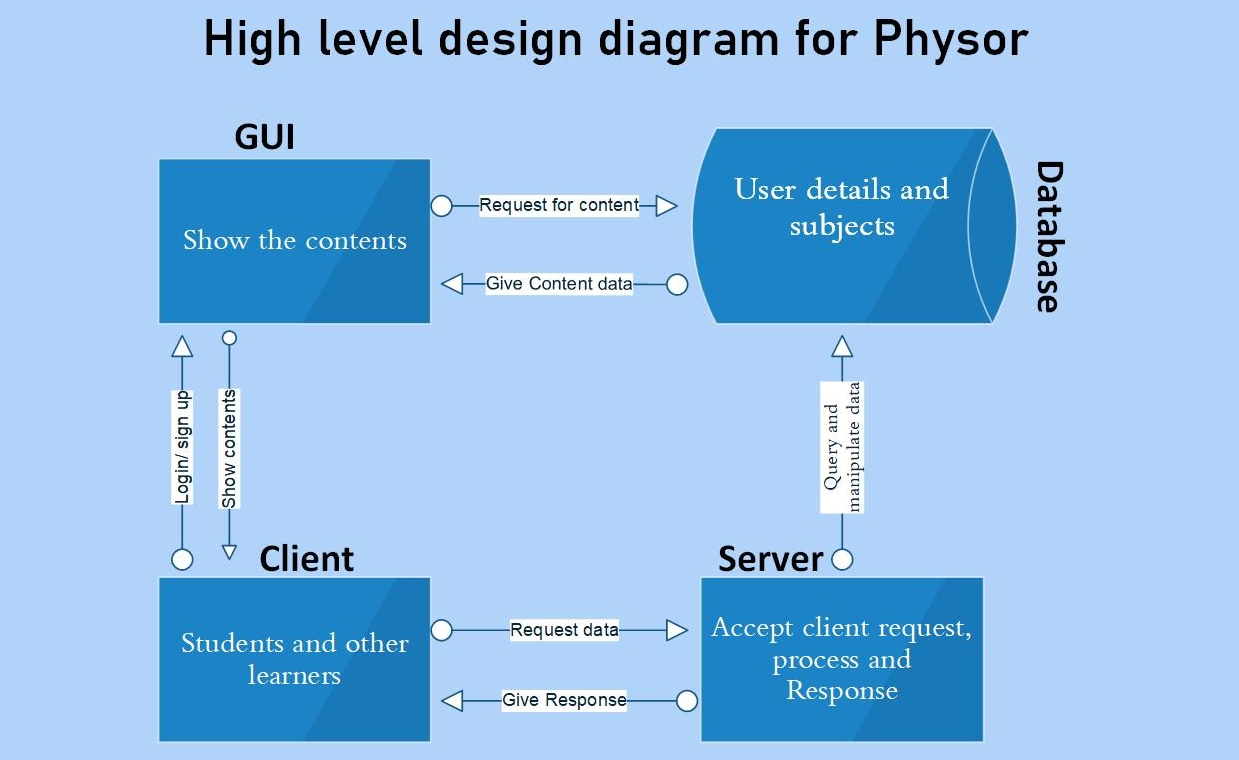 High level design diagram for Physor
GUI
Show the contents
Request for content
Give Content data
User details and
subjects
Database
Login/ sign up
Show contents
Query and
manipulate data
Client
Students and other
learners
Request data
Give Response
Server
Accept client request,
process and
Response